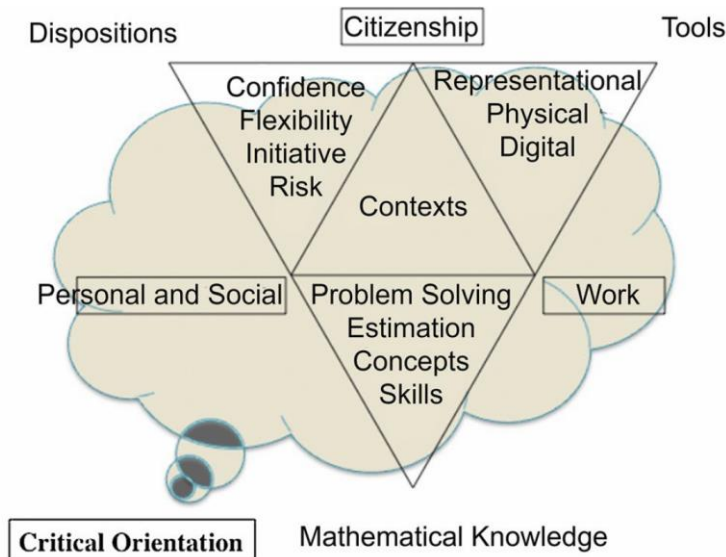 Dispositions
Citizenship
Tools
Confidence
Flexibility
Initiative
Risk
Representational
Physical
Digital
Contexts
Personal and Social
Problem Solving
Estimation
Concepts
Skills
Work
Critical Orientation
Mathematical Knowledge